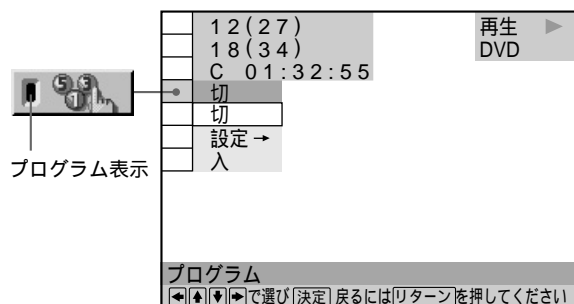 12(27)
18(34)
C 01:32:55
切
切
設定→
入
再生 ▶
DVD
⑤③①
プログラム表示
プログラム
←↑↓→で選び 決定 戻るには リターン を押してください